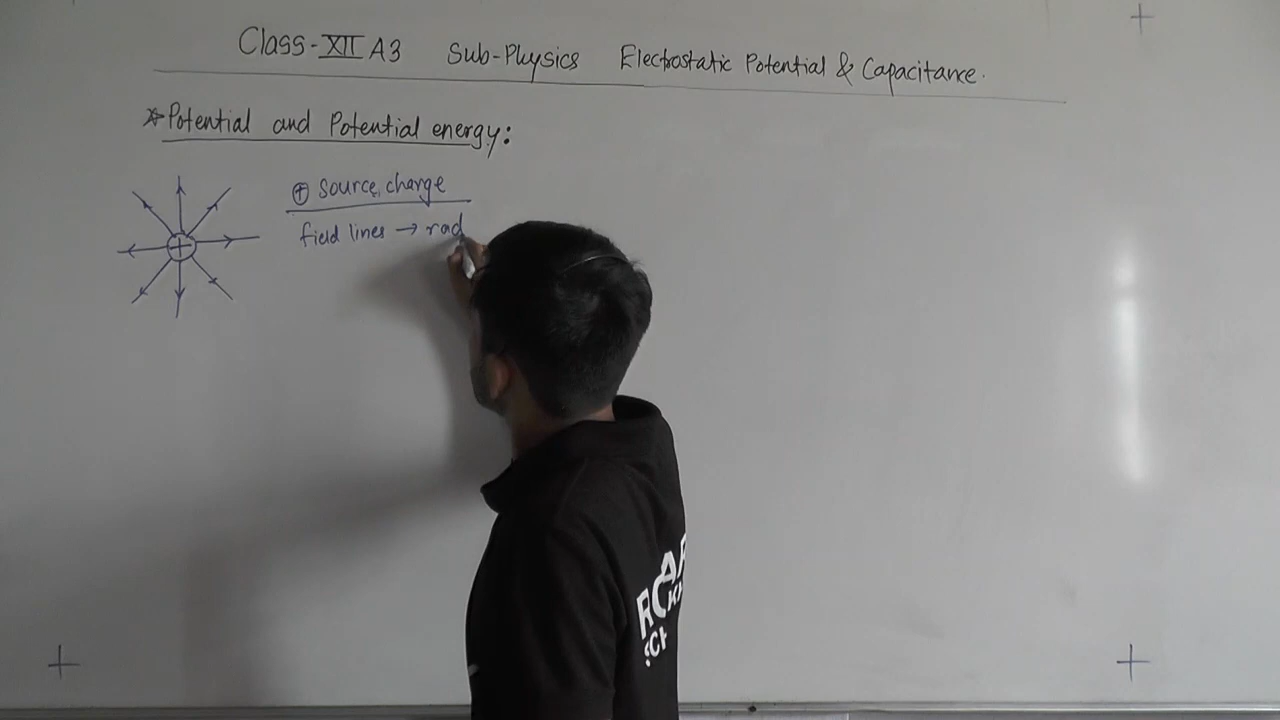 Class-XII A3 Sub-Physics Electrostatic Potential & Capacitance.
*Potential and Potential energy:
⊕ source charge
field lines → rad